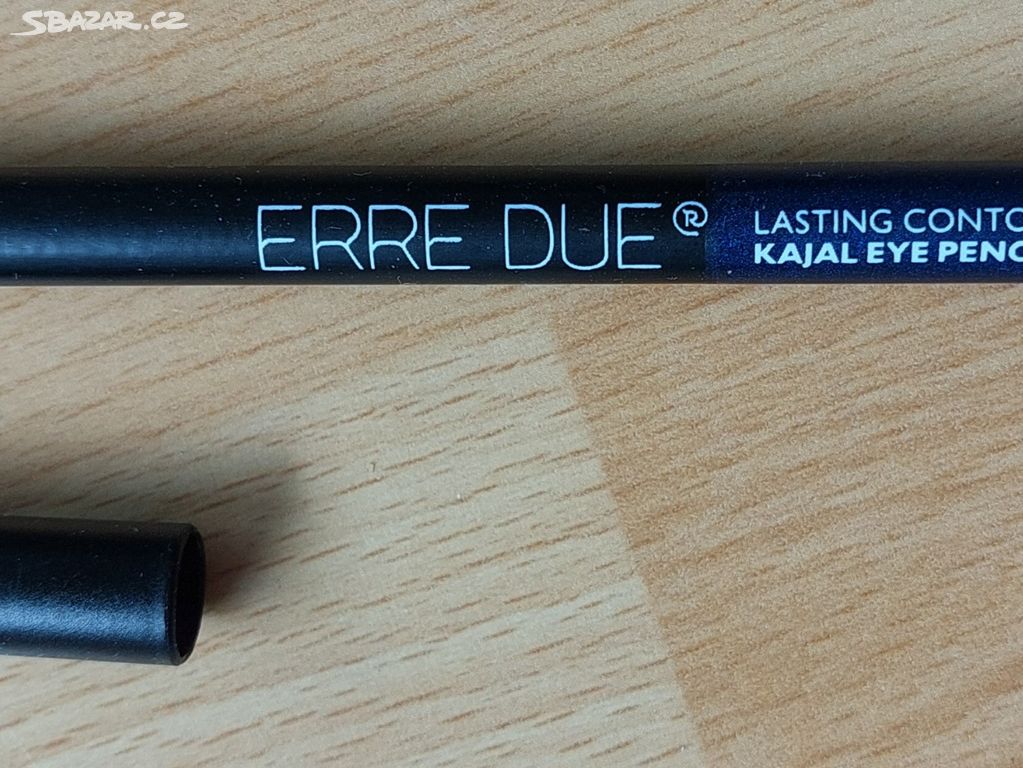 SBAZAR.CZ
ERRE DUE®
LASTING CONTO
KAJAL EYE PENC